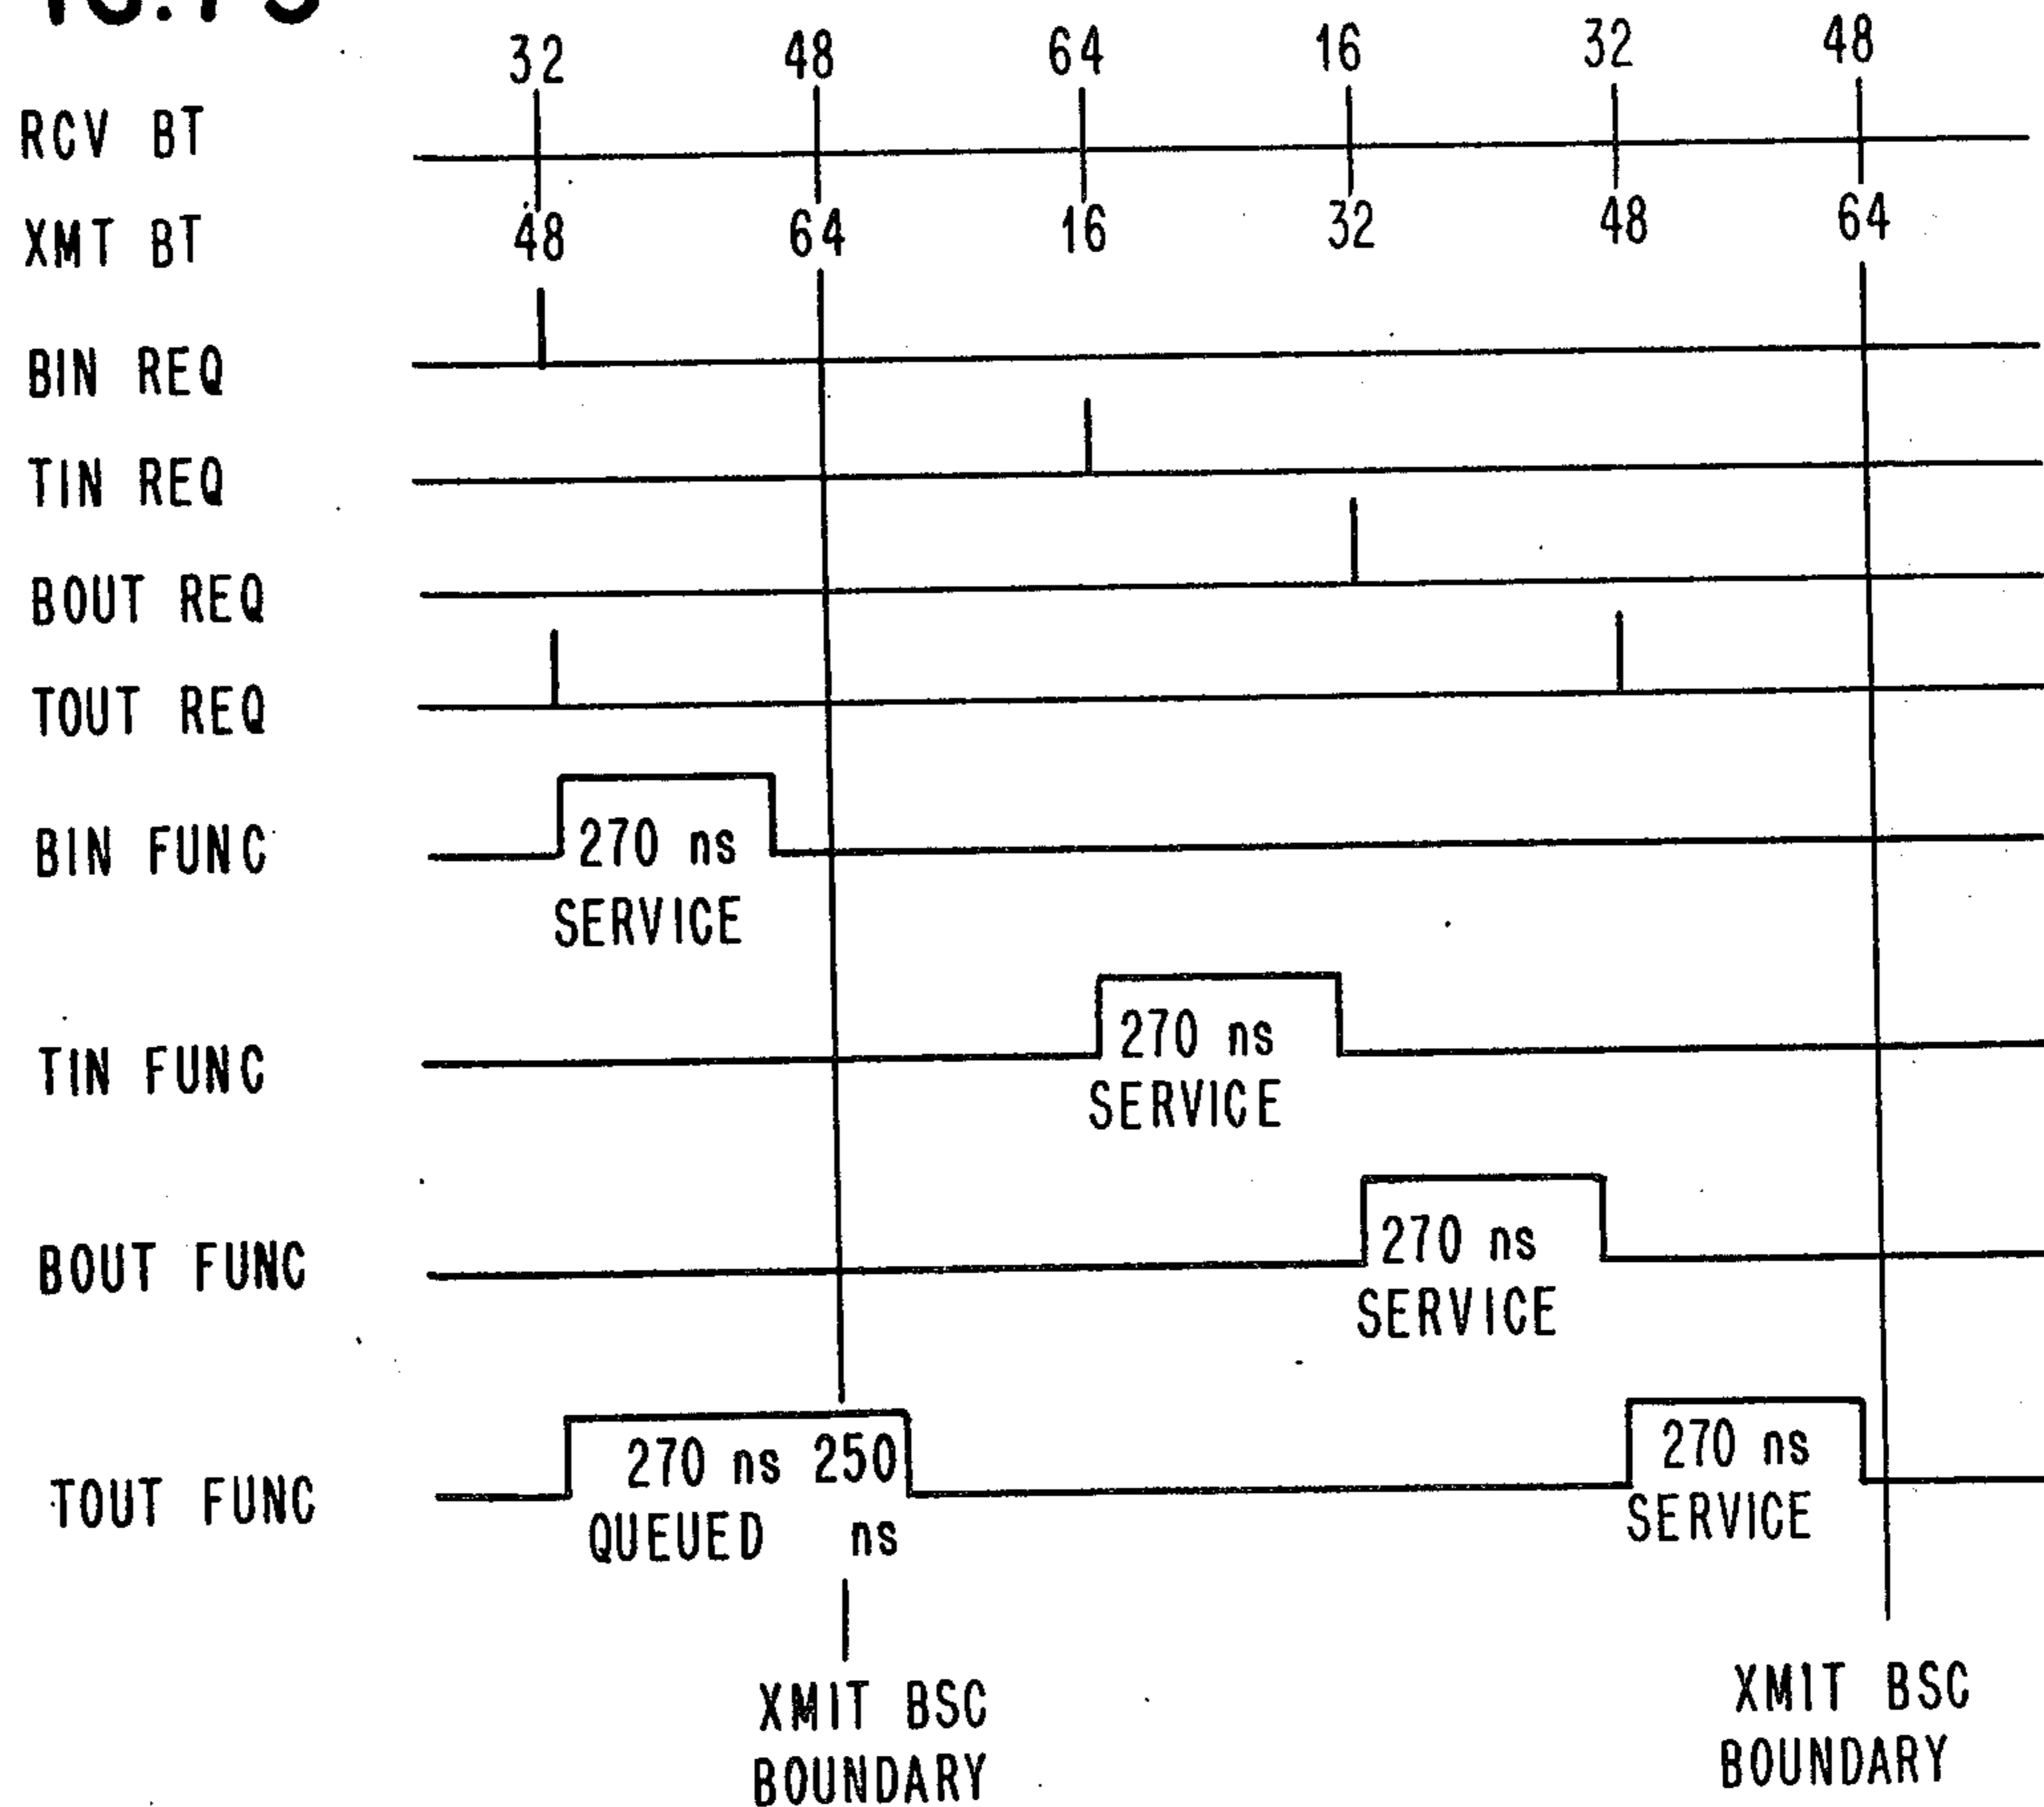 32 48 64 16 32 48
RCV BT
XMT BT 48 64 16 32 48 64
BIN REQ
TIN REQ
BOUT REQ
TOUT REQ
BIN FUNC 270 ns
SERVICE
TIN FUNC 270 ns
SERVICE
BOUT FUNC 270 ns
SERVICE
TOUT FUNC 270 ns 250 270 ns
QUEUED ns SERVICE
XMIT BSC XMIT BSC
BOUNDARY BOUNDARY